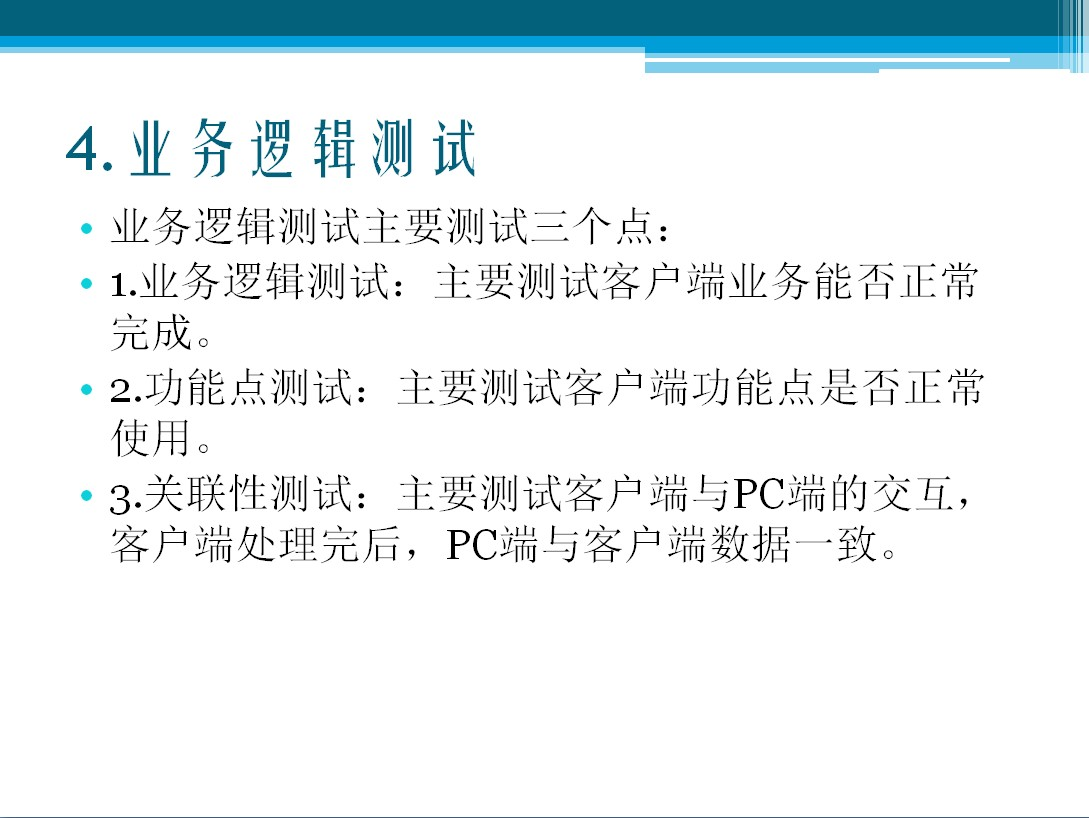 4.业务逻辑测试
• 业务逻辑测试主要测试三个点：
• 1.业务逻辑测试：主要测试客户端业务能否正常
完成。
• 2.功能点测试：主要测试客户端功能点是否正常
使用。
• 3.关联性测试：主要测试客户端与PC端的交互，
客户端处理完后，PC端与客户端数据一致。